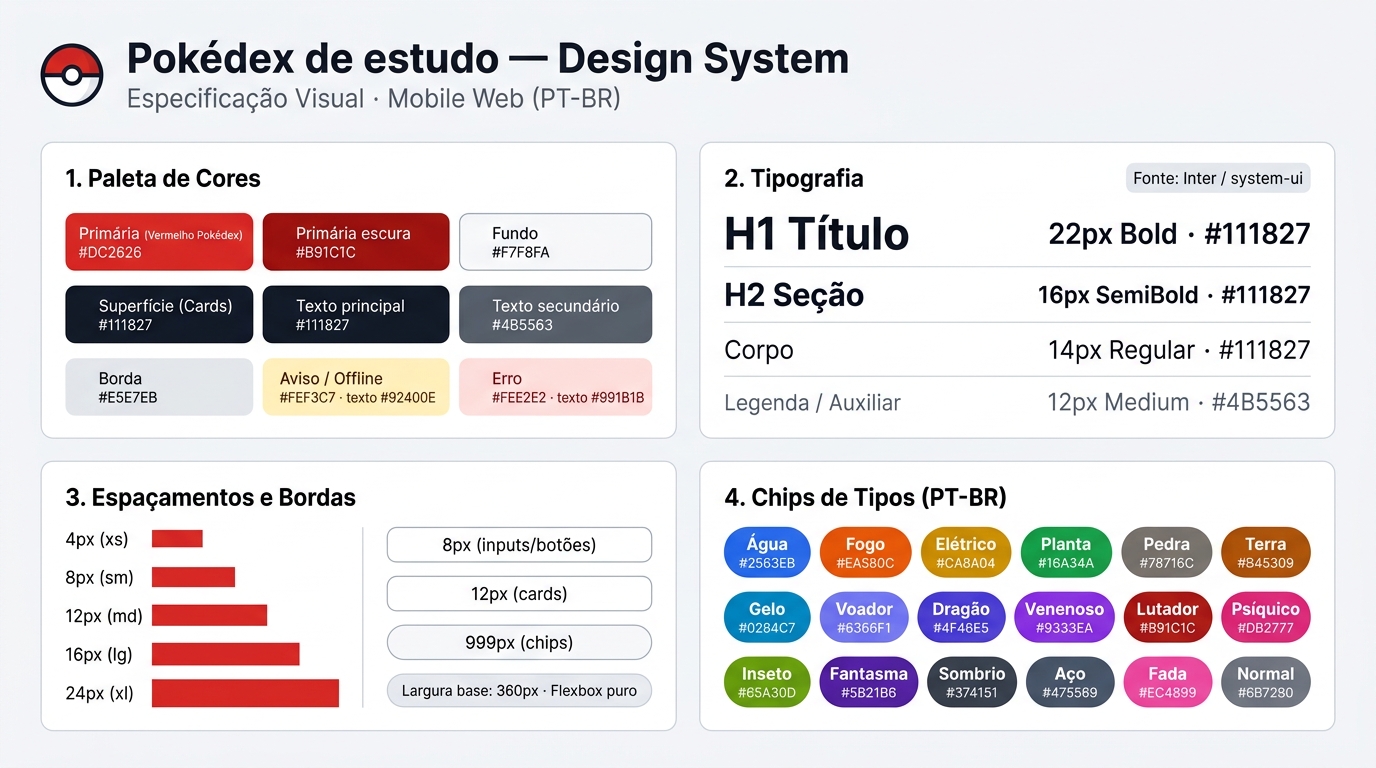 Pokédex de estudo — Design System
Especificação Visual · Mobile Web (PT-BR)
1. Paleta de Cores
Primária (Vermelho Pokédex)
#DC2626
Primária escura
#B91C1C
Fundo
#F7F8FA
Superfície (Cards)
#111827
Texto principal
#111827
Texto secundário
#4B5563
Borda
#E5E7EB
Aviso / Offline
#FEF3C7 · texto #92400E
Erro
#FEE2E2 · texto #991B1B
2. Tipografia
Fonte: Inter / system-ui
H1 Título 22px Bold · #111827
H2 Seção 16px SemiBold · #111827
Corpo 14px Regular · #111827
Legenda / Auxiliar 12px Medium · #4B5563
3. Espaçamentos e Bordas
4px (xs)
8px (sm)
12px (md)
16px (lg)
24px (xl)
8px (inputs/botões)
12px (cards)
999px (chips)
Largura base: 360px · Flexbox puro
4. Chips de Tipos (PT-BR)
Água
#2563EB
Fogo
#EAS80C
Elétrico
#CA8A04
Planta
#16A34A
Pedra
#78716C
Terra
#B45309
Gelo
#0284C7
Voador
#6366F1
Dragão
#4F46E5
Venenoso
#9333EA
Lutador
#B91C1C
Psíquico
#DB2777
Inseto
#65A30D
Fantasma
#5B21B6
Sombrio
#374151
Aço
#475569
Fada
#EC4899
Normal
#6B7280